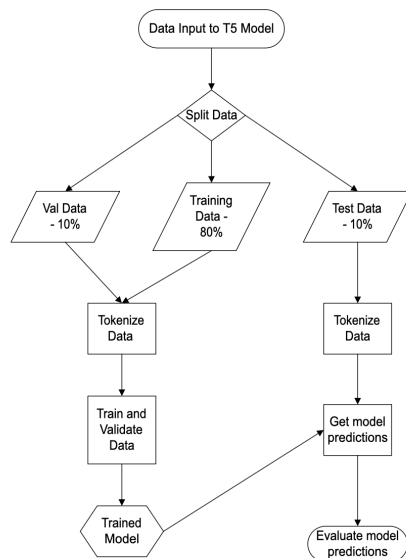 Data Input to T5 Model
Split Data
Val Data
- 10%
Training
Data -
80%
Test Data
- 10%
Tokenize
Data
Tokenize
Data
Train and
Validate
Data
Get model
predictions
Trained
Model
Evaluate model
predictions